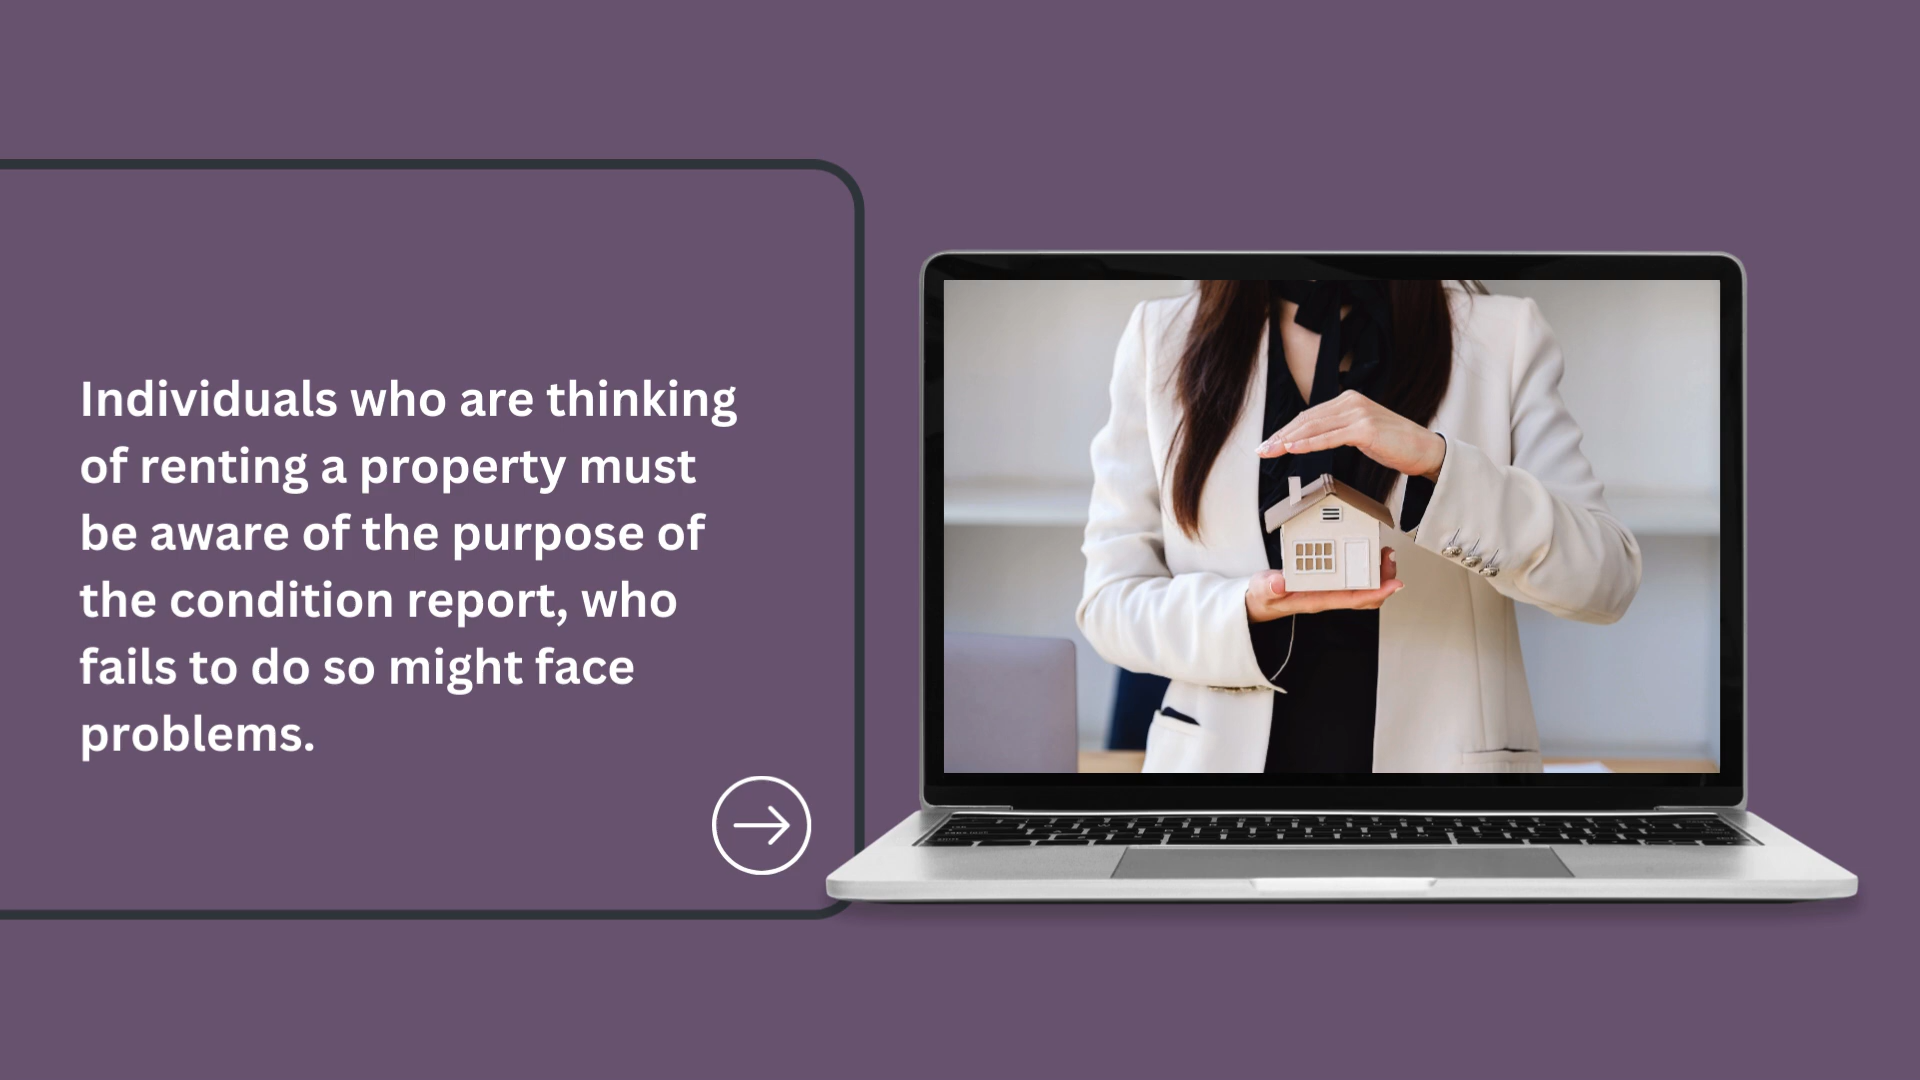 Individuals who are thinking
of renting a property must
be aware of the purpose of
the condition report, who
fails to do so might face
problems.